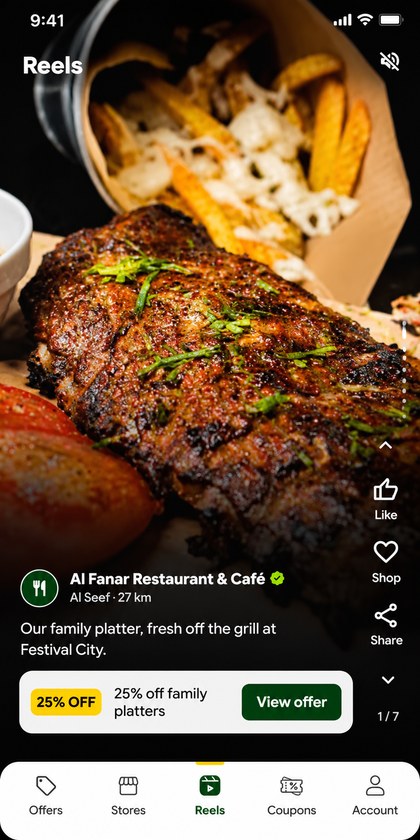 9:41
Reels
Like
Shop
Share
1 / 7
Al Fanar Restaurant & Café
Al Seef · 27 km
Our family platter, fresh off the grill at
Festival City.
25% OFF
25% off family
platters
View offer
Offers
Stores
Reels
Coupons
Account